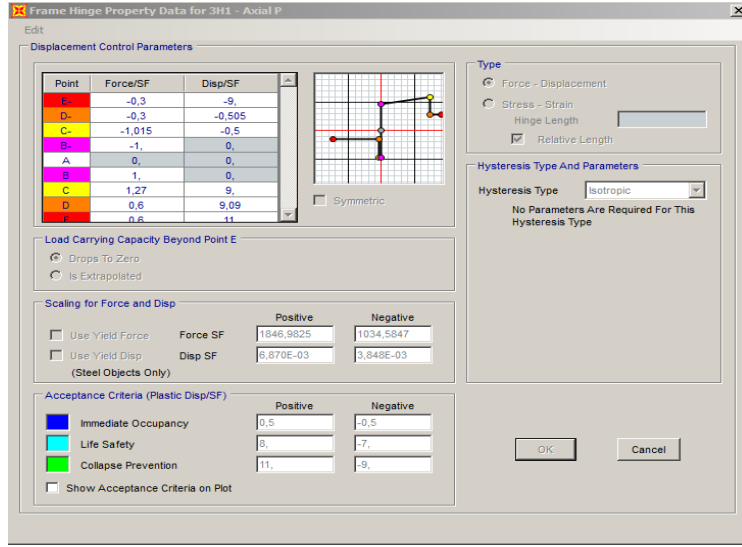 Frame Hinge Property Data for 3H1 - Axial P
Edit
Displacement Control Parameters
Point Force/SF Disp/SF
E- -0,3 -9,
D- -0,3 -0,505
C- -1,015 -0,5
B- -1, 0,
A 0, 0,
B 1, 0,
C 1,27 9,
D 0,6 9,09
E 0,6 11,
Symmetric
Type
Force - Displacement
Stress - Strain
Hinge Length
Relative Length
Hysteresis Type And Parameters
Hysteresis Type Isotropic
No Parameters Are Required For This
Hysteresis Type
Load Carrying Capacity Beyond Point E
Drops To Zero
Is Extrapolated
Scaling for Force and Disp
Positive Negative
Use Yield Force Force SF 1846,9825 1034,5847
Use Yield Disp Disp SF 6,870E-03 3,848E-03
(Steel Objects Only)
Acceptance Criteria (Plastic Disp/SF)
Positive Negative
Immediate Occupancy 0,5 -0,5
Life Safety 8, -7,
Collapse Prevention 11, -9,
Show Acceptance Criteria on Plot
OK Cancel